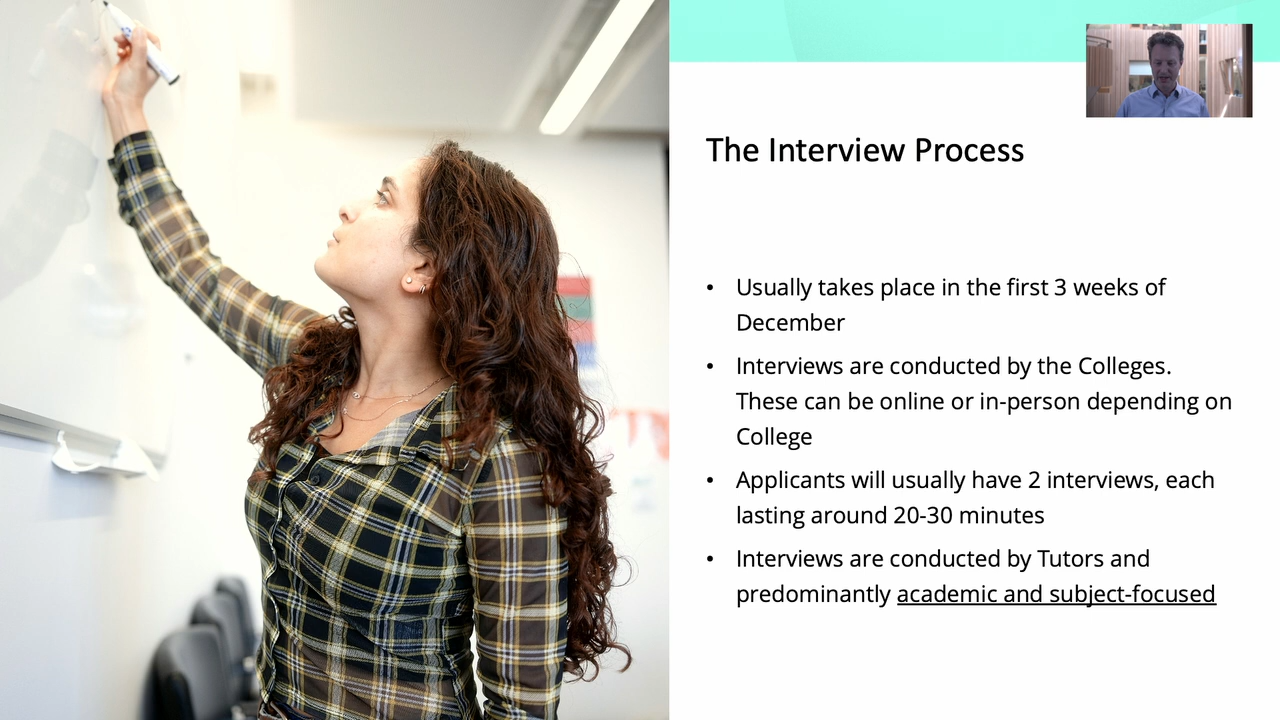 The Interview Process
• Usually takes place in the first 3 weeks of
December
• Interviews are conducted by the Colleges.
These can be online or in-person depending on
College
• Applicants will usually have 2 interviews, each
lasting around 20-30 minutes
• Interviews are conducted by Tutors and
predominantly academic and subject-focused